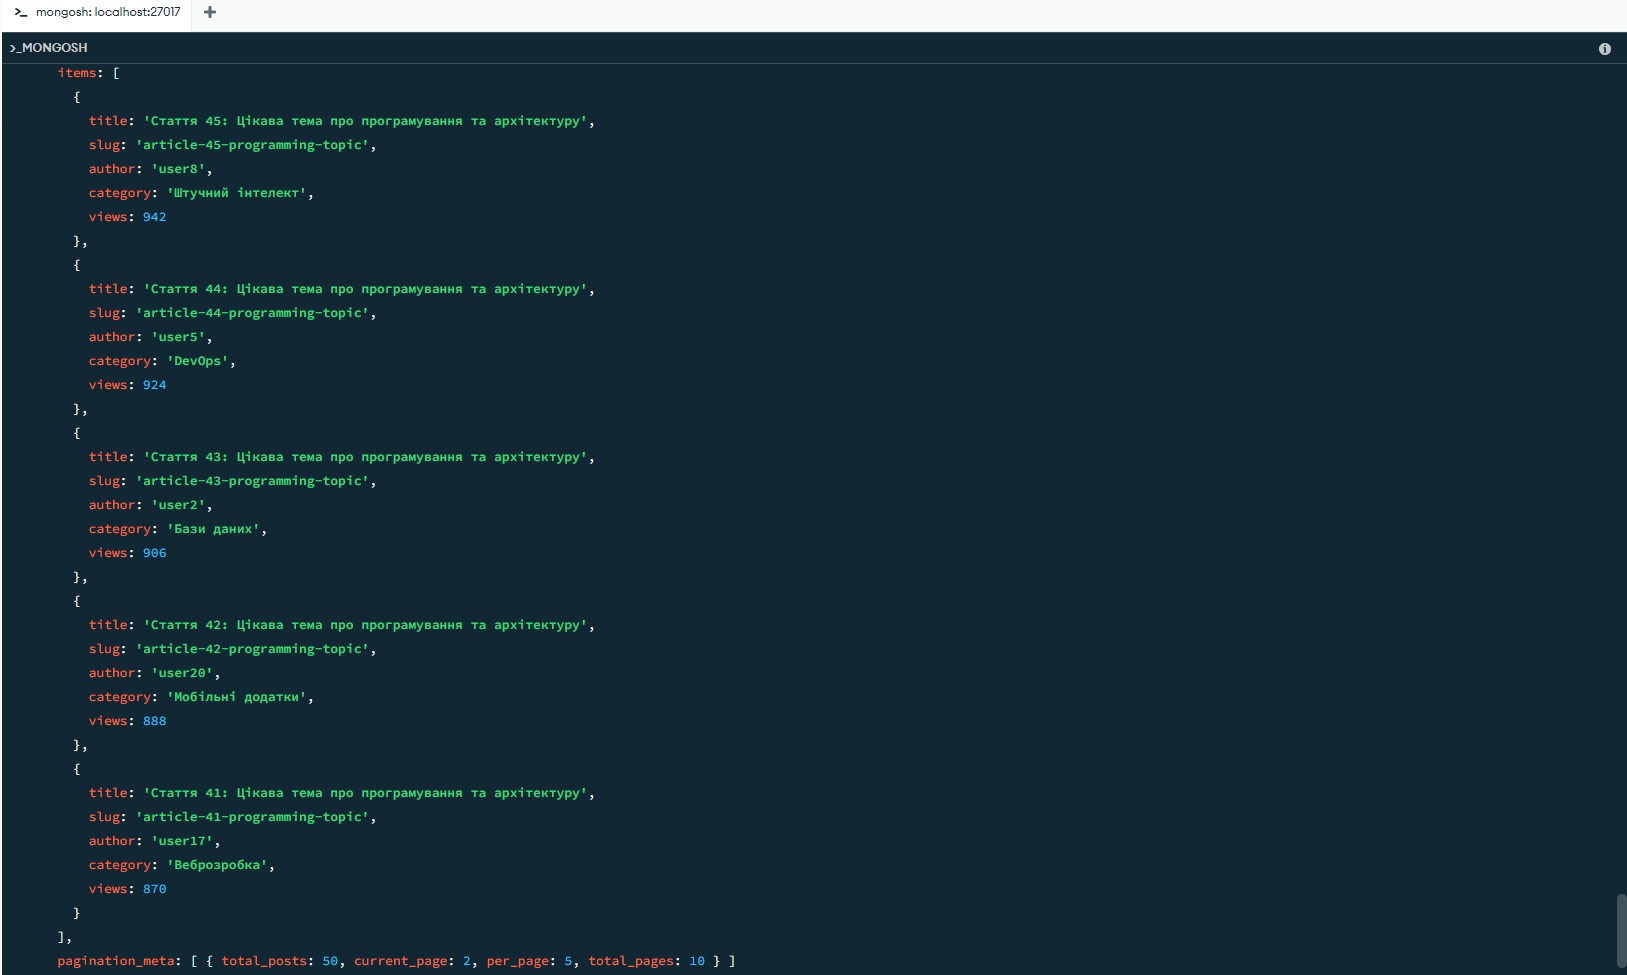 >_ mongosh: localhost:27017 +
>_MONGOSH
items: [
{
title: 'Стаття 45: Цікава тема про програмування та архітектуру',
slug: 'article-45-programming-topic',
author: 'user8',
category: 'Штучний інтелект',
views: 942
},
{
title: 'Стаття 44: Цікава тема про програмування та архітектуру',
slug: 'article-44-programming-topic',
author: 'user5',
category: 'DevOps',
views: 924
},
{
title: 'Стаття 43: Цікава тема про програмування та архітектуру',
slug: 'article-43-programming-topic',
author: 'user2',
category: 'Бази даних',
views: 906
},
{
title: 'Стаття 42: Цікава тема про програмування та архітектуру',
slug: 'article-42-programming-topic',
author: 'user20',
category: 'Мобільні додатки',
views: 888
},
{
title: 'Стаття 41: Цікава тема про програмування та архітектуру',
slug: 'article-41-programming-topic',
author: 'user17',
category: 'Веброзробка',
views: 870
}
],
pagination_meta: [ { total_posts: 50, current_page: 2, per_page: 5, total_pages: 10 } ]